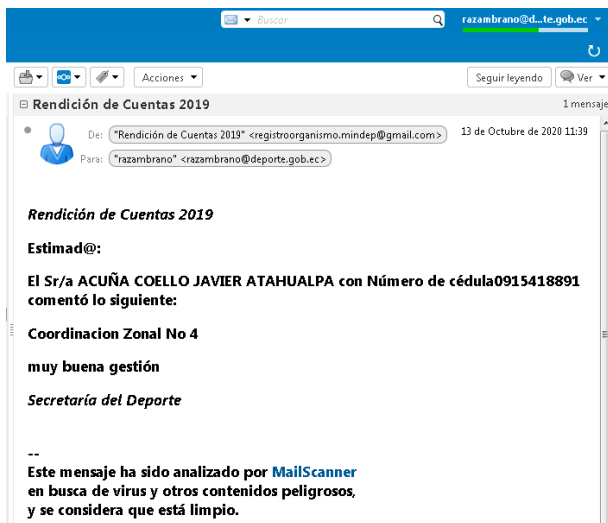 Buscar
razambrano@d...te.gob.ec
Acciones
Seguir leyendo
Ver
Rendición de Cuentas 2019
1 mensaje
De: "Rendición de Cuentas 2019" <registroorganismo.mindep@gmail.com>
13 de Octubre de 2020 11:39
Para: "razambrano" <razambrano@deporte.gob.ec>
Rendición de Cuentas 2019
Estimad@:
El Sr/a ACUÑA COELLO JAVIER ATAHUALPA con Número de cédula0915418891
comentó lo siguiente:
Coordinacion Zonal No 4
muy buena gestión
Secretaría del Deporte
--
Este mensaje ha sido analizado por MailScanner
en busca de virus y otros contenidos peligrosos,
y se considera que está limpio.